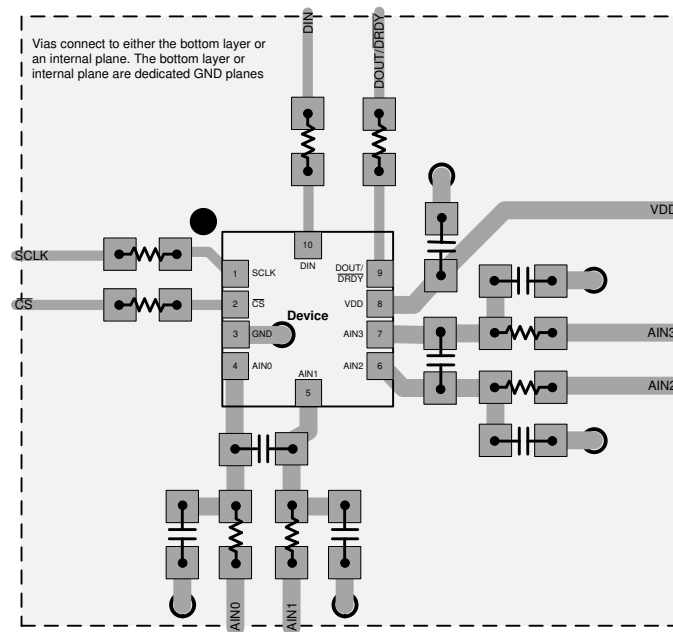 Vias connect to either the bottom layer or
an internal plane. The bottom layer or
internal plane are dedicated GND planes
DIN
DOUT/DRDY
VDD
SCLK
CS
10
DIN
1
SCLK
DOUT/
DRDY
9
2
CS
VDD
8
Device
3
GND
AIN3
7
4
AIN0
AIN1
AIN2
6
5
AIN3
AIN2
AIN0
AIN1